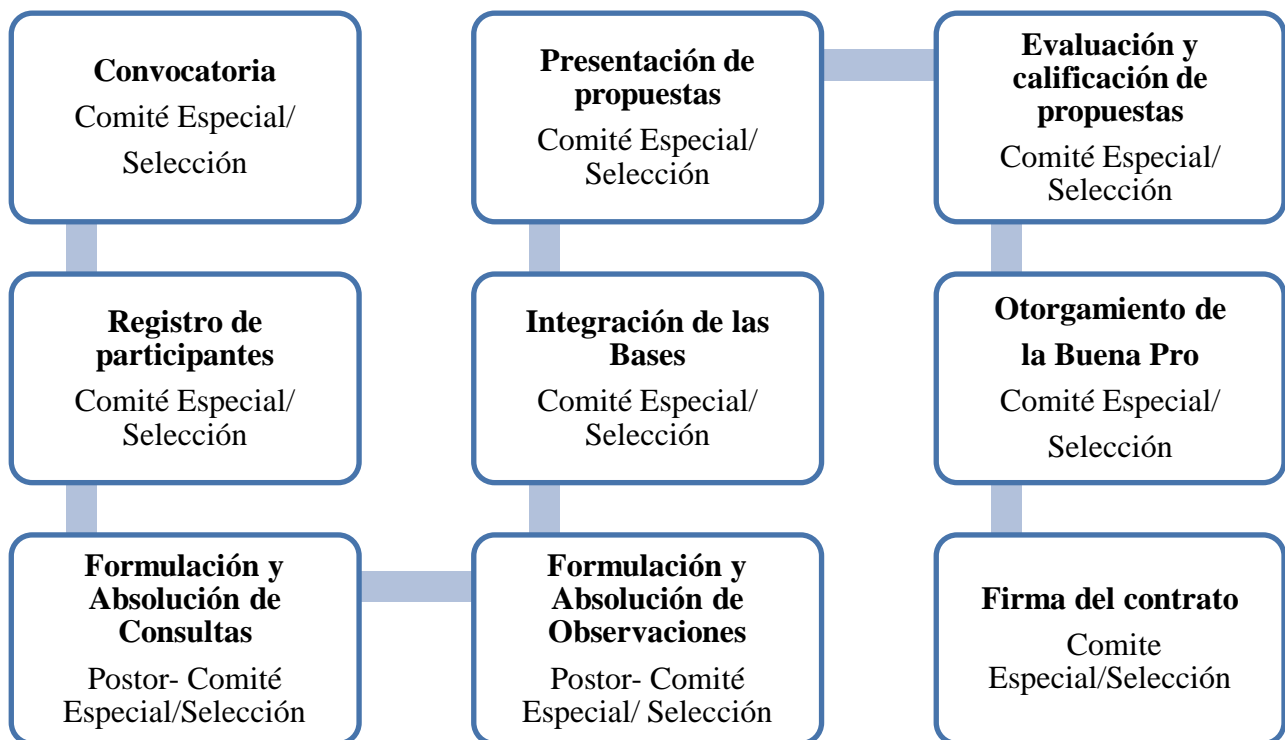 Convocatoria
Comité Especial/
Selección
Registro de
participantes
Comité Especial/
Selección
Formulación y
Absolución de
Consultas
Postor- Comité
Especial/Selección
Formulación y
Absolución de
Observaciones
Postor- Comité
Especial/ Selección
Integración de las
Bases
Comité Especial/
Selección
Presentación de
propuestas
Comité Especial/
Selección
Evaluación y
calificación de
propuestas
Comité Especial/
Selección
Otorgamiento de
la Buena Pro
Comité Especial/
Selección
Firma del contrato
Comite
Especial/Selección